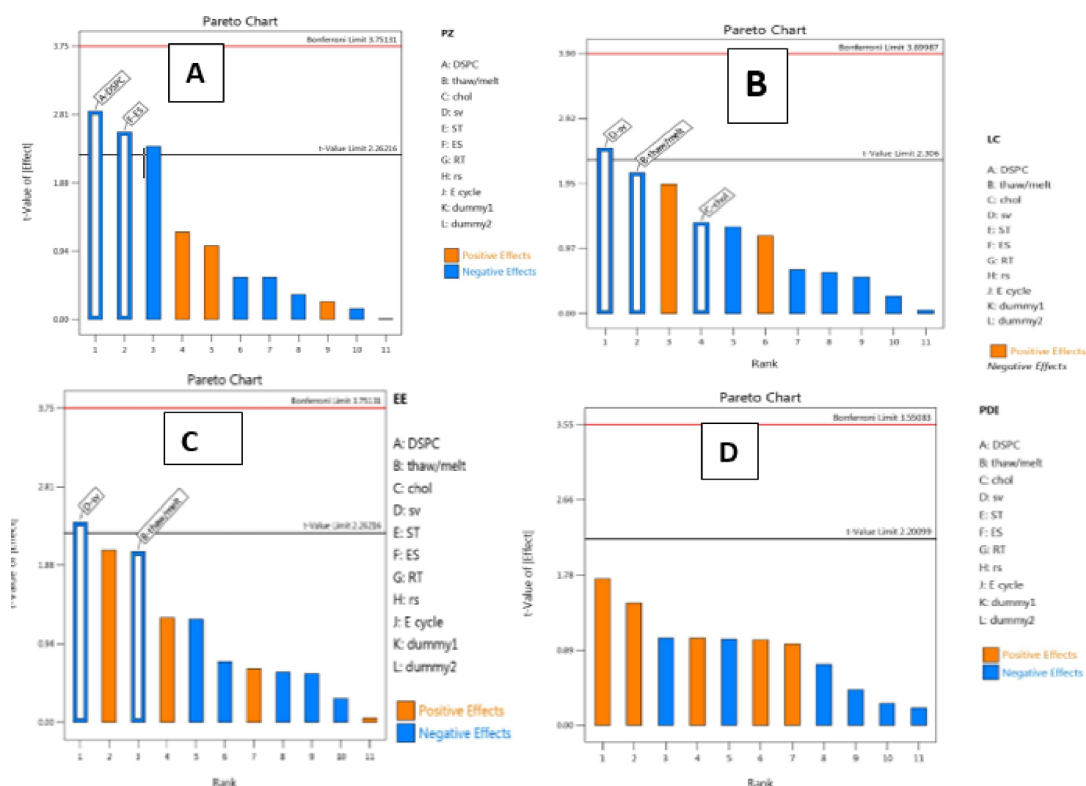 Pareto Chart
A
Bonferroni Limit 3.75131
3.75
2.81
1.88
0.94
0.00
t-Value of |Effect|
A-DSPC
F-ES
t-Value Limit 2.26216
1 2 3 4 5 6 7 8 9 10 11
PZ
A: DSPC
B: thaw/melt
C: chol
D: sv
E: ST
F: ES
G: RT
H: rs
J: E cycle
K: dummy1
L: dummy2
Positive Effects
Negative Effects
Pareto Chart
B
Bonferroni Limit 3.89987
3.90
2.92
1.95
0.97
0.00
t-Value of |Effect|
D-sv
B-thaw/melt
C-chol
t-Value Limit 2.306
1 2 3 4 5 6 7 8 9 10 11
Rank
LC
A: DSPC
B: thaw/melt
C: chol
D: sv
E: ST
F: ES
G: RT
H: rs
J: E cycle
K: dummy1
L: dummy2
Positive Effects
Negative Effects
Pareto Chart
C
Bonferroni Limit 3.75131
3.75
2.81
1.88
0.94
0.00
t-Value of |Effect|
D-sv
B-thaw/melt
t-Value Limit 2.26216
1 2 3 4 5 6 7 8 9 10 11
Rank
EE
A: DSPC
B: thaw/melt
C: chol
D: sv
E: ST
F: ES
G: RT
H: rs
J: E cycle
K: dummy1
L: dummy2
Positive Effects
Negative Effects
Pareto Chart
D
Bonferroni Limit 3.55083
3.55
2.66
1.78
0.89
0.00
t-Value of |Effect|
t-Value Limit 2.20099
1 2 3 4 5 6 7 8 9 10 11
Rank
PDI
A: DSPC
B: thaw/melt
C: chol
D: sv
E: ST
F: ES
G: RT
H: rs
J: E cycle
K: dummy1
L: dummy2
Positive Effects
Negative Effects